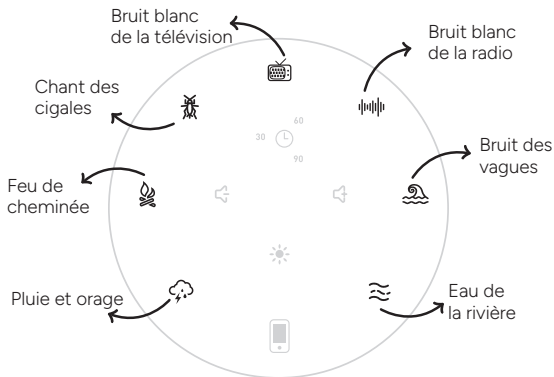 Bruit blanc
de la télévision
Bruit blanc
de la radio
Chant des
cigales
60
30
90
Bruit des
vagues
Feu de
cheminée
Pluie et orage
Eau de
la rivière